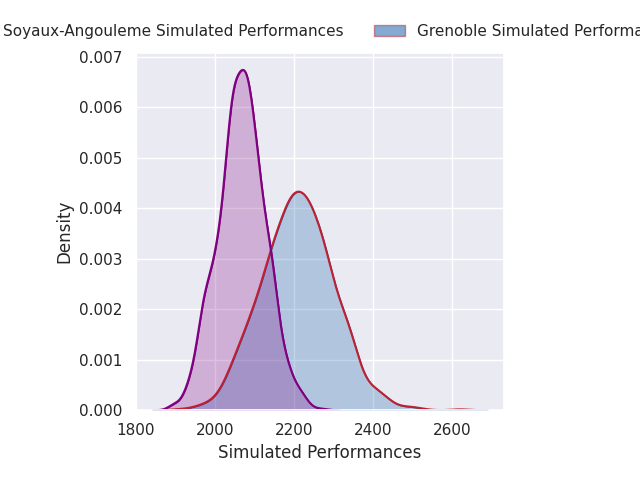 Soyaux-Angouleme Simulated Performances Grenoble Simulated Performa
0.007
0.006
0.005
0.004
0.003
0.002
0.001
0.000
Density
1800 2000 2200 2400 2600
Simulated Performances